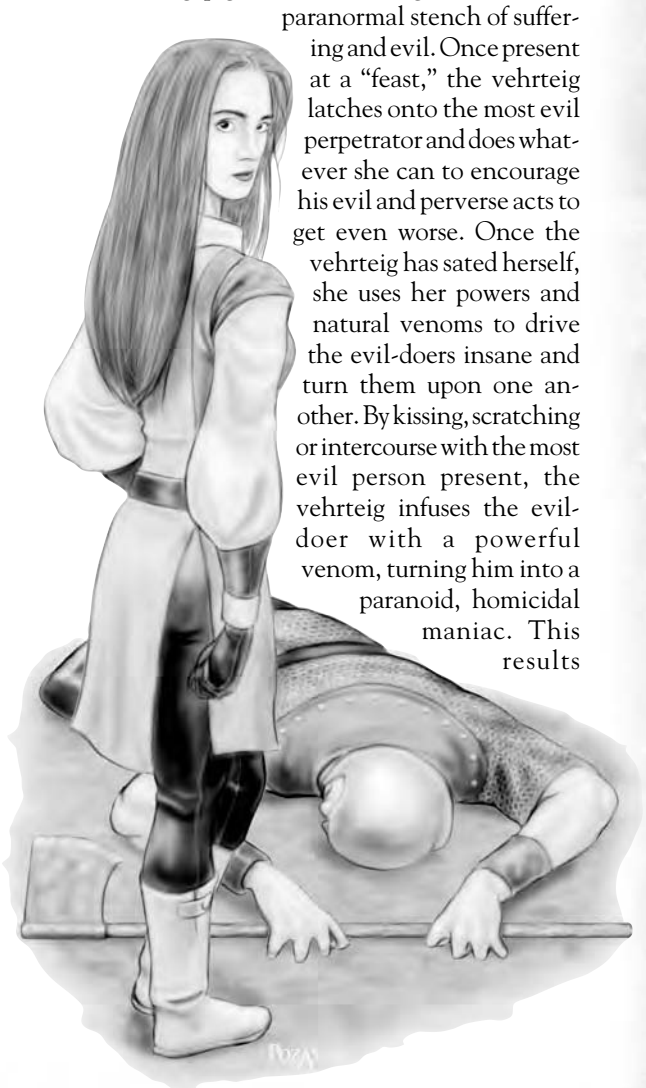 paranormal stench of suffer-
ing and evil. Once present
at a “feast,” the vehrteig
latches onto the most evil
perpetrator and does what-
ever she can to encourage
his evil and perverse acts to
get even worse. Once the
vehrteig has sated herself,
she uses her powers and
natural venoms to drive
the evil-doers insane and
turn them upon one an-
other. By kissing, scratching
or intercourse with the most
evil person present, the
vehrteig infuses the evil-
doer with a powerful
venom, turning him into a
paranoid, homicidal
maniac. This
results